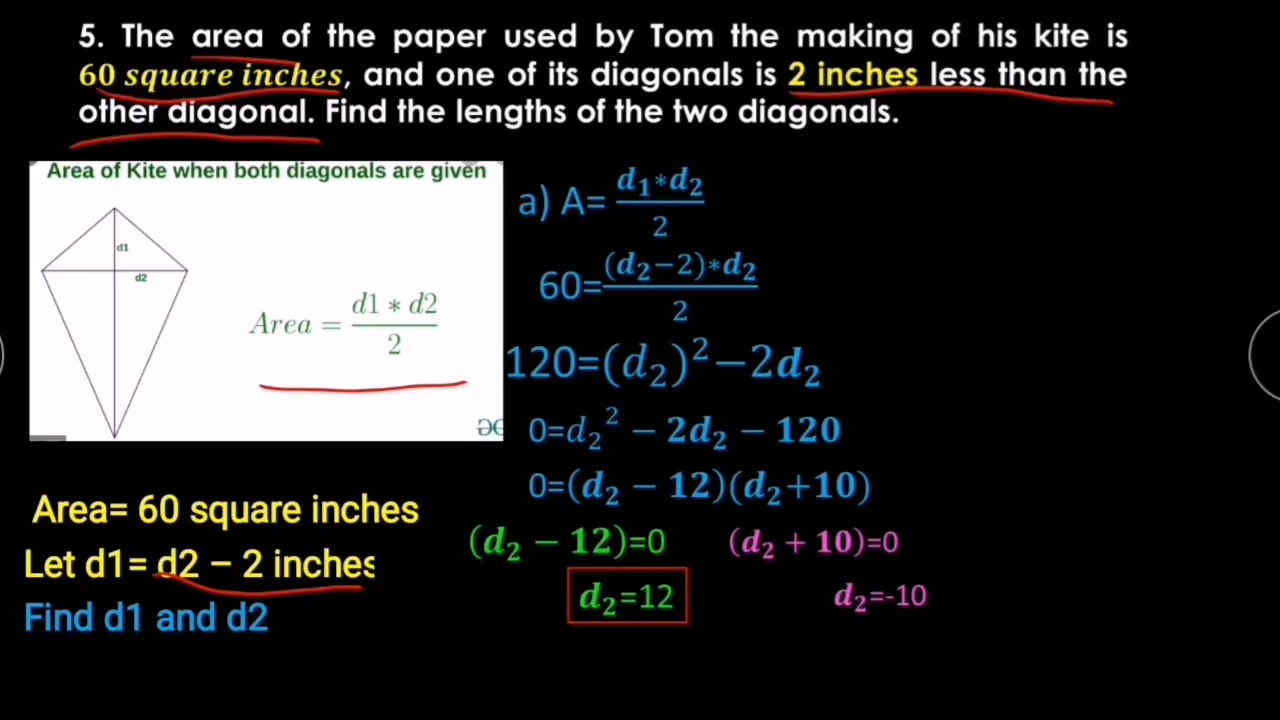 5. The area of the paper used by Tom the making of his kite is
60 square inches, and one of its diagonals is 2 inches less than the
other diagonal. Find the lengths of the two diagonals.
Area of Kite when both diagonals are given
d1
d2
Area = d1 * d2 / 2
a) A= d₁*d₂ / 2
60= (d₂−2)*d₂ / 2
120=(d₂)²−2d₂
0=d₂² − 2d₂ − 120
0=(d₂ − 12)(d₂+10)
(d₂ − 12)=0 (d₂ + 10)=0
d₂=12 d₂=-10
Area= 60 square inches
Let d1= d2 – 2 inches
Find d1 and d2